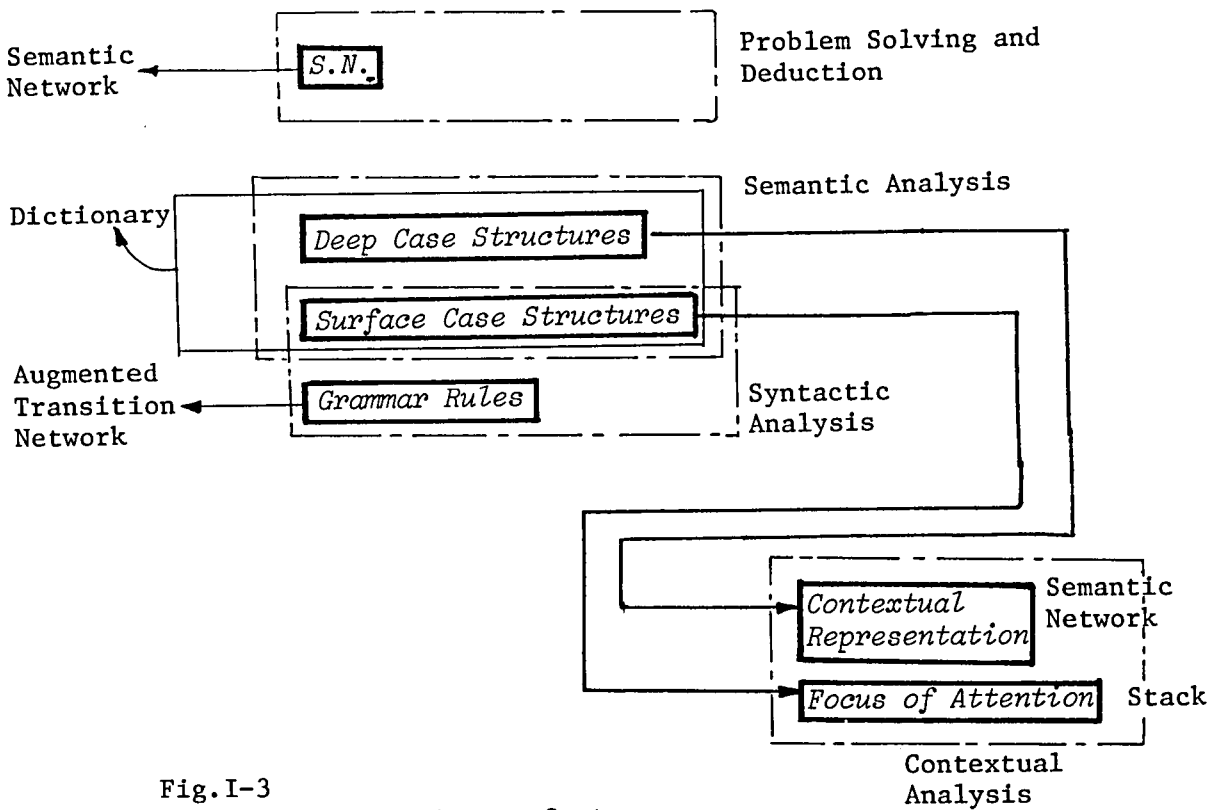 Semantic
Network
S.N.
Problem Solving and
Deduction
Semantic Analysis
Dictionary
Deep Case Structures
Surface Case Structures
Augmented
Transition
Network
Grammar Rules
Syntactic
Analysis
Contextual
Representation
Semantic
Network
Focus of Attention
Stack
Contextual
Analysis
Fig.I-3